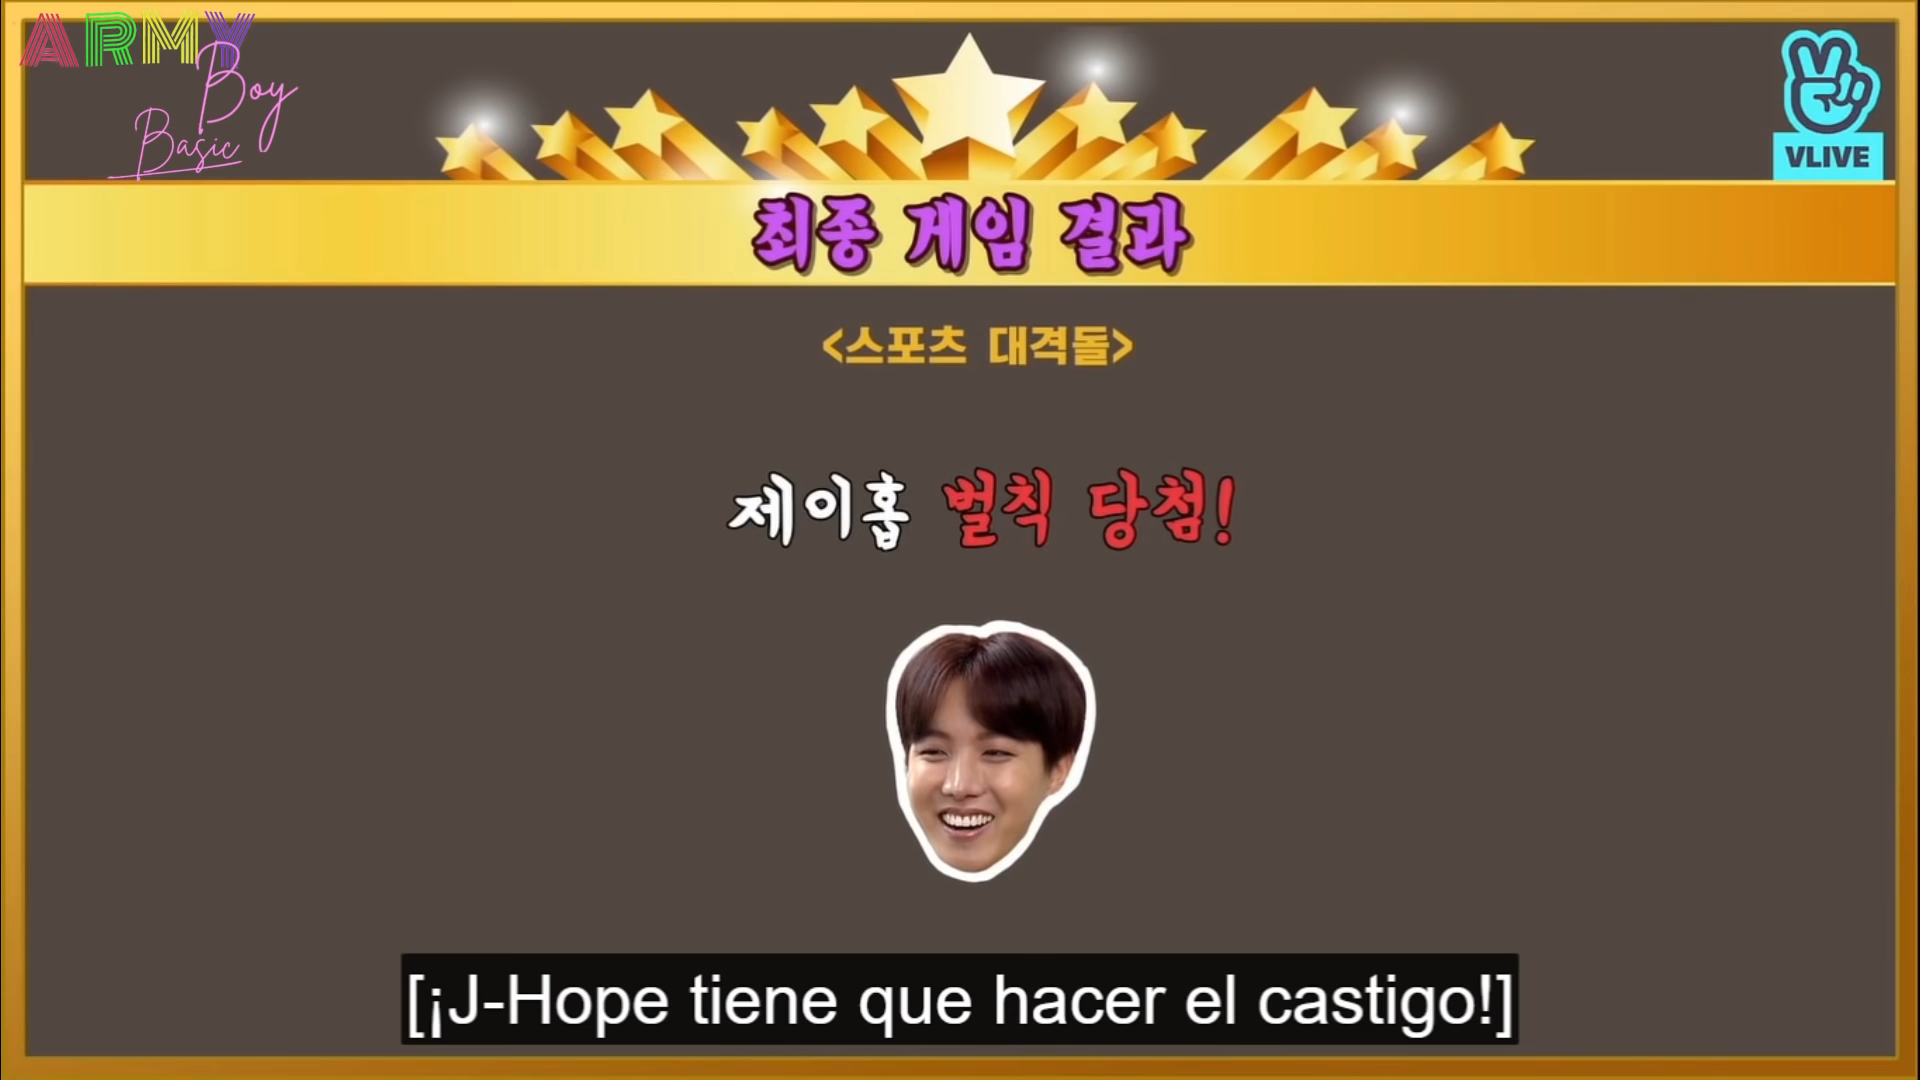 ARMY
Boy
Basic
VLIVE
최종 게임 결과
<스포츠 대격돌>
제이홉 벌칙 당첨!
[¡J-Hope tiene que hacer el castigo!]